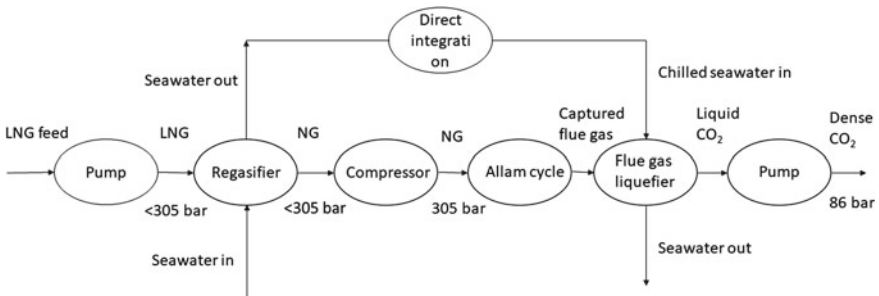 Direct
integrati
on
Seawater out
Chilled seawater in
LNG feed
LNG
NG
NG
Captured
flue gas
Liquid
CO₂
Dense
CO₂
Pump
Regasifier
Compressor
Allam cycle
Flue gas
liquefier
Pump
<305 bar
<305 bar
305 bar
86 bar
Seawater in
Seawater out